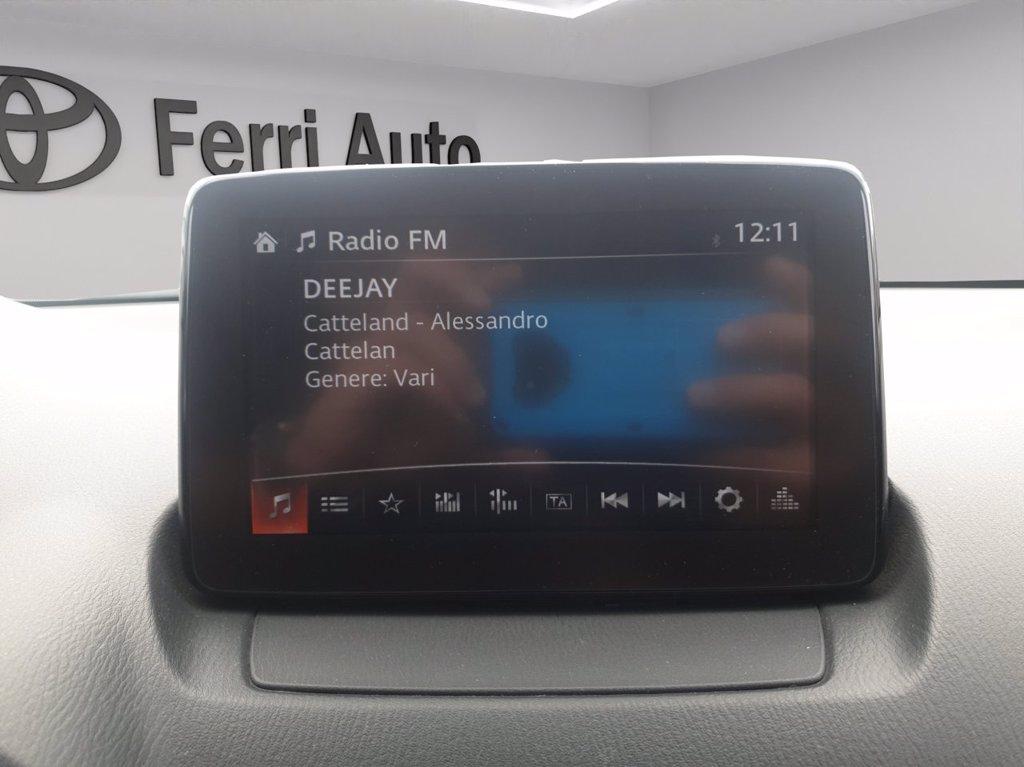 Ferri Auto
Radio FM
12:11
DEEJAY
Catteland - Alessandro
Cattelan
Genere: Vari
TA